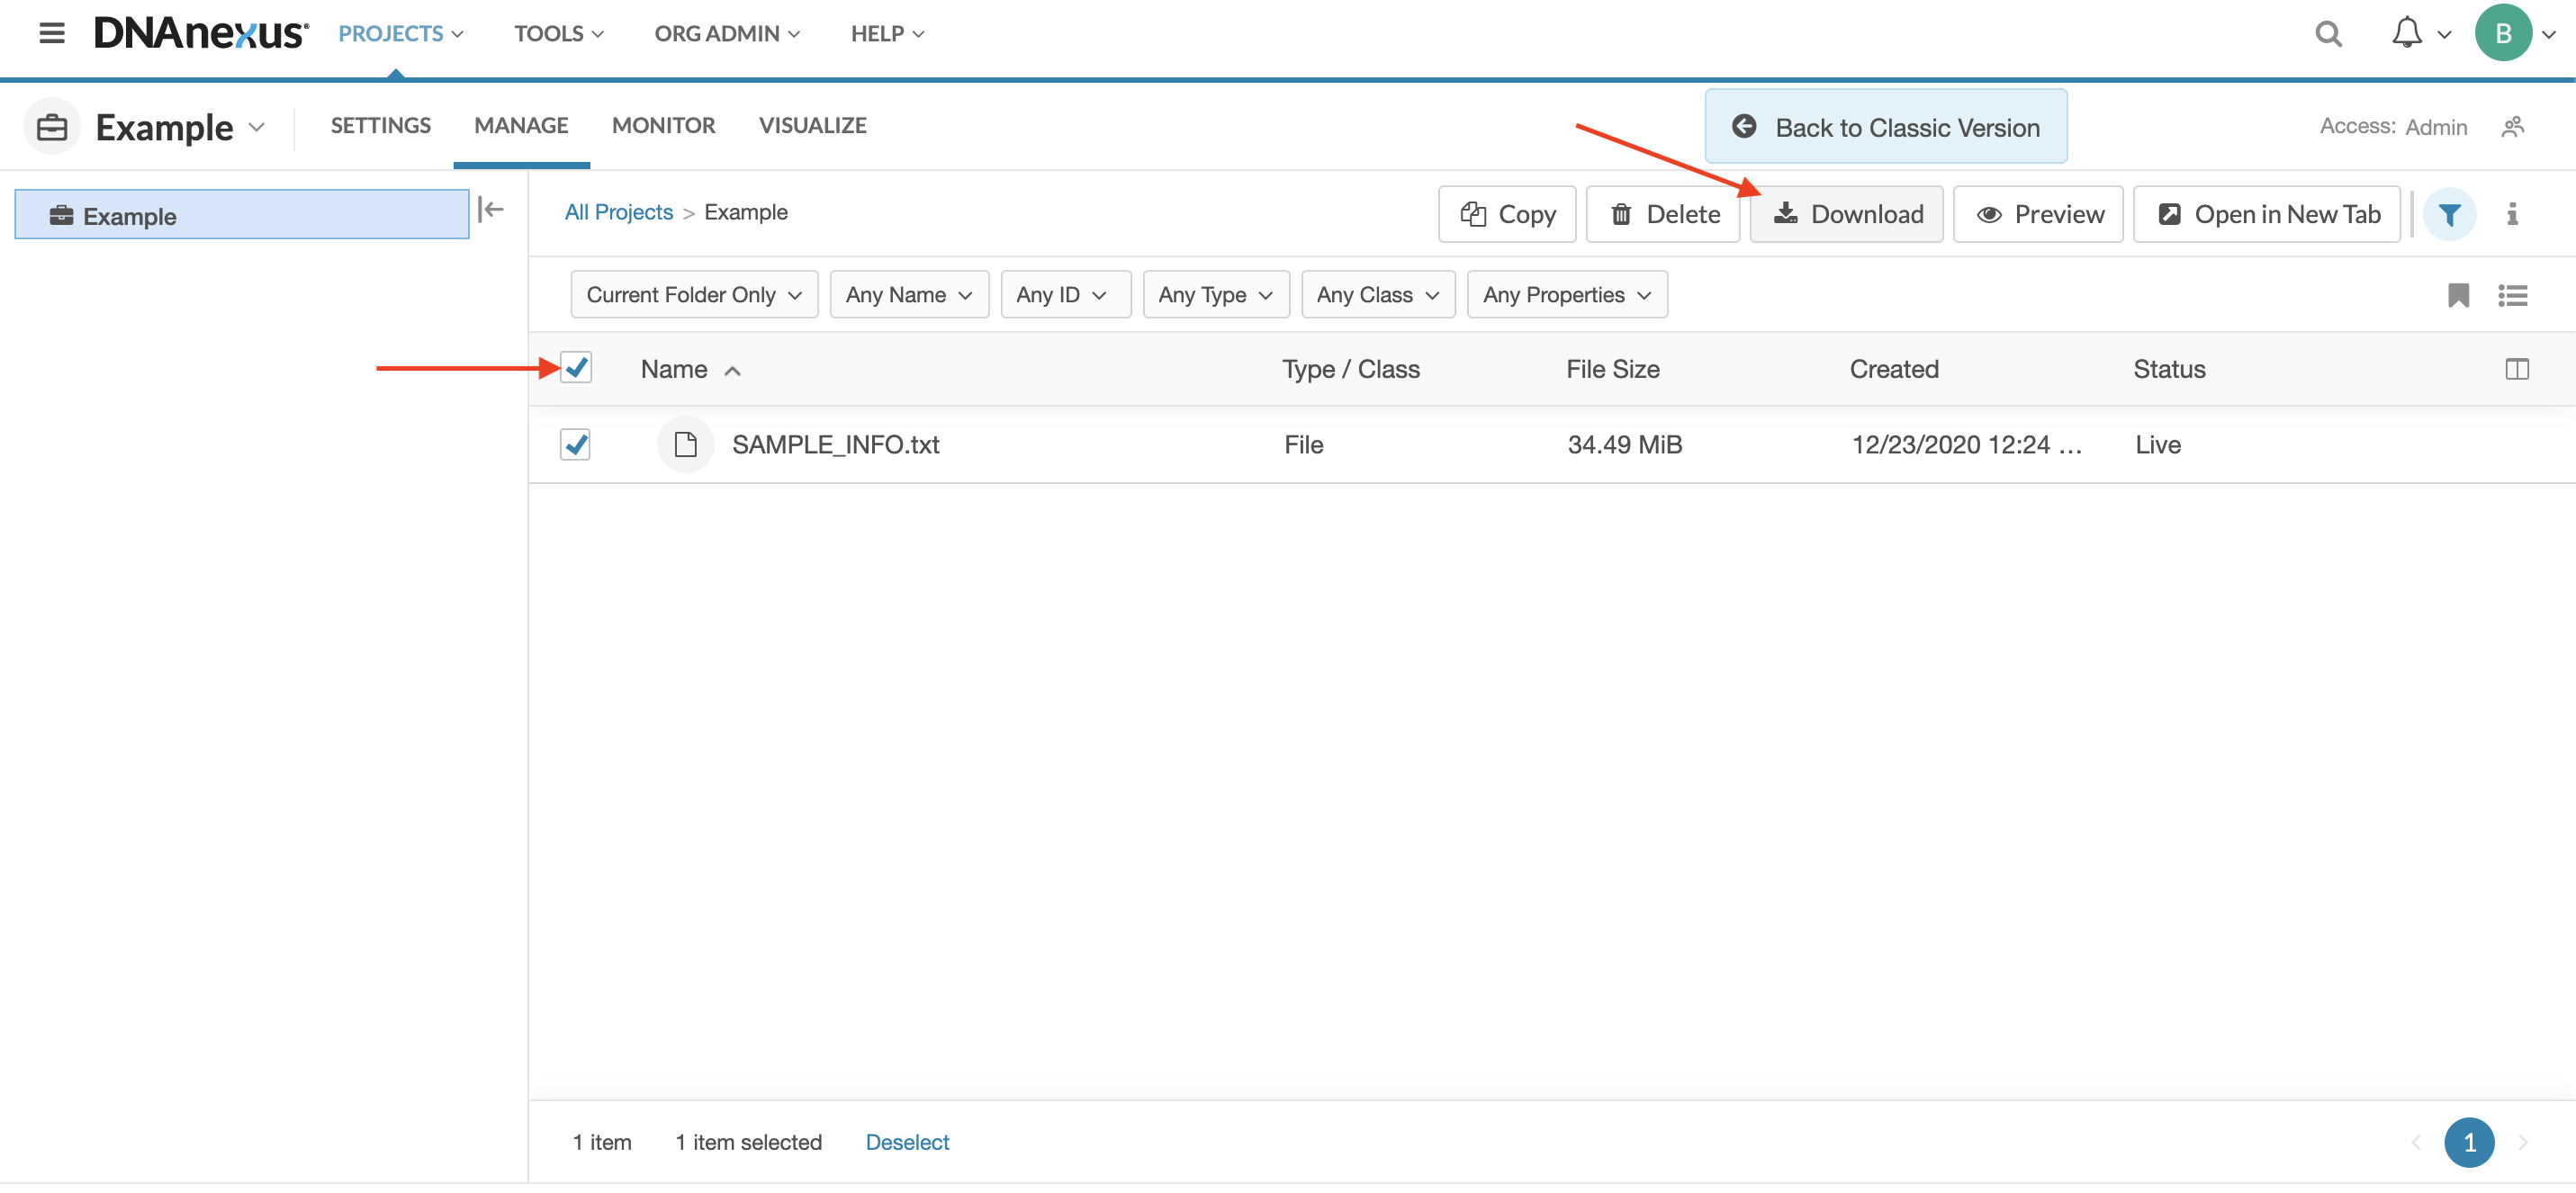 DNAnexus® PROJECTS TOOLS ORG ADMIN HELP B
Example SETTINGS MANAGE MONITOR VISUALIZE Back to Classic Version Access: Admin
Example All Projects > Example Copy Delete Download Preview Open in New Tab
Current Folder Only Any Name Any ID Any Type Any Class Any Properties
Name Type / Class File Size Created Status
SAMPLE_INFO.txt File 34.49 MiB 12/23/2020 12:24 … Live
1 item 1 item selected Deselect 1